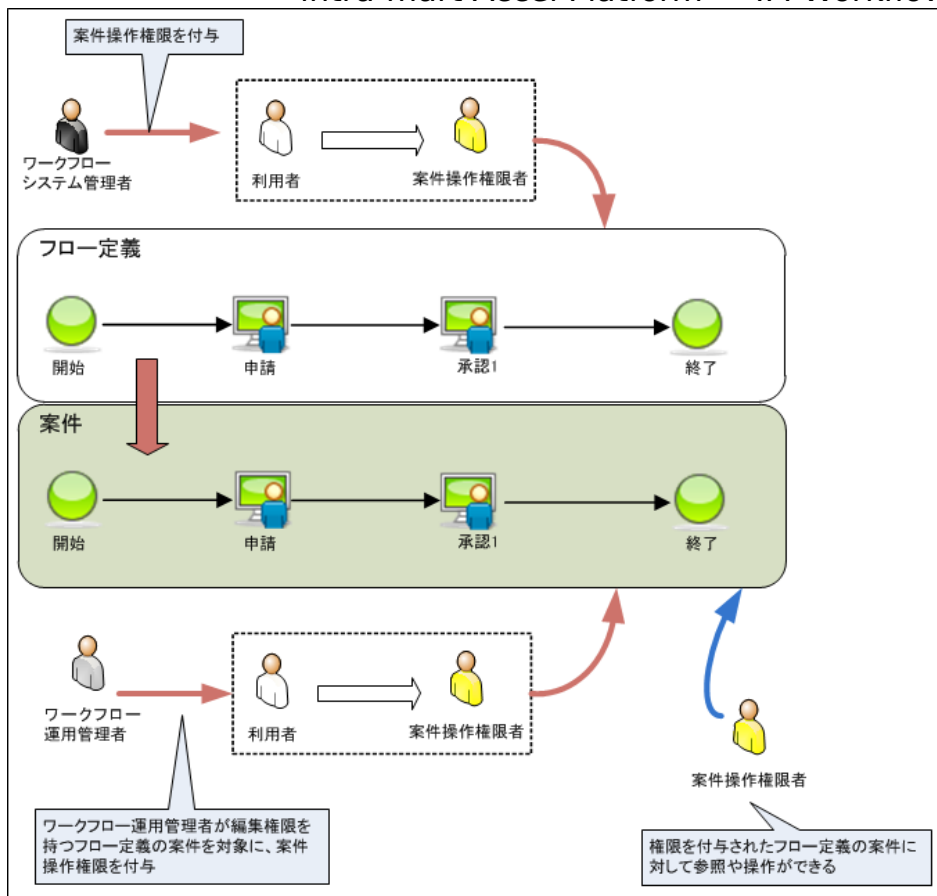 案件操作権限を付与
ワークフロー
システム管理者
利用者
案件操作権限者
フロー定義
開始
申請
承認1
終了
案件
開始
申請
承認1
終了
ワークフロー
運用管理者
利用者
案件操作権限者
案件操作権限者
ワークフロー運用管理者が編集権限を
持つフロー定義の案件を対象に、案件
操作権限を付与
権限を付与されたフロー定義の案件に
対して参照や操作ができる